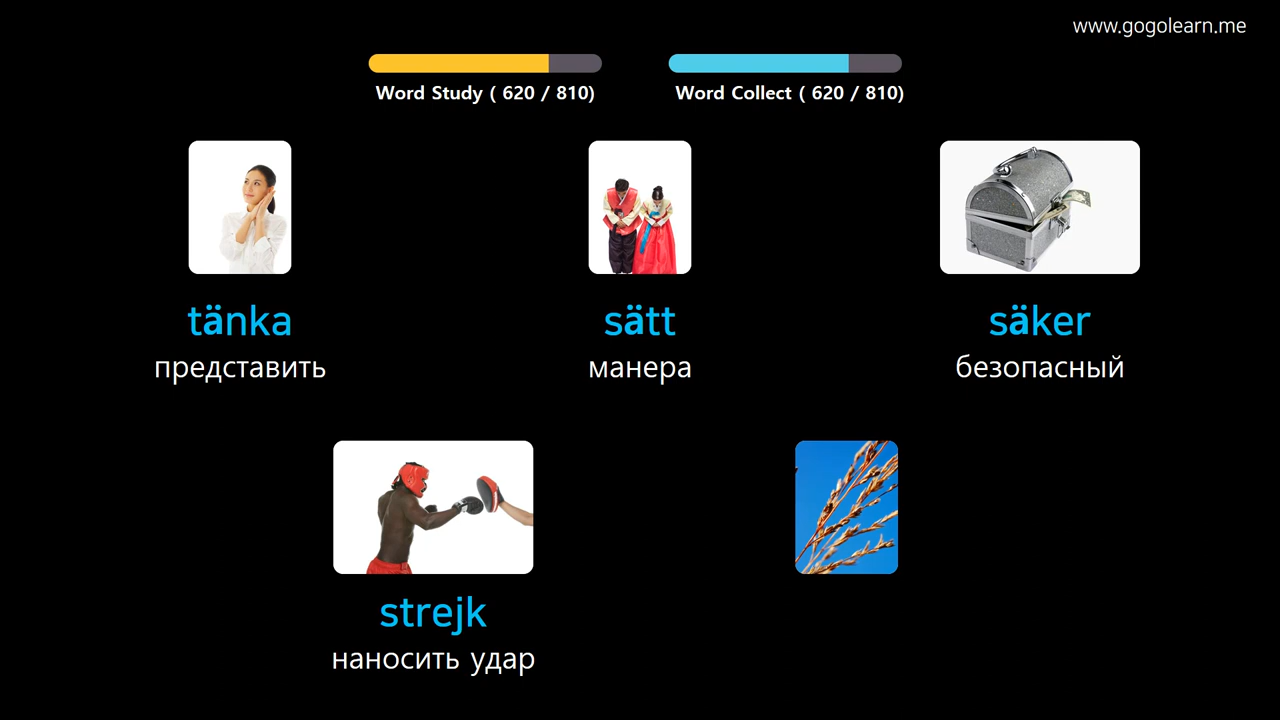 www.gogolearn.me
Word Study ( 620 / 810)
Word Collect ( 620 / 810)
tänka
представить
sätt
манера
säker
безопасный
strejk
наносить удар